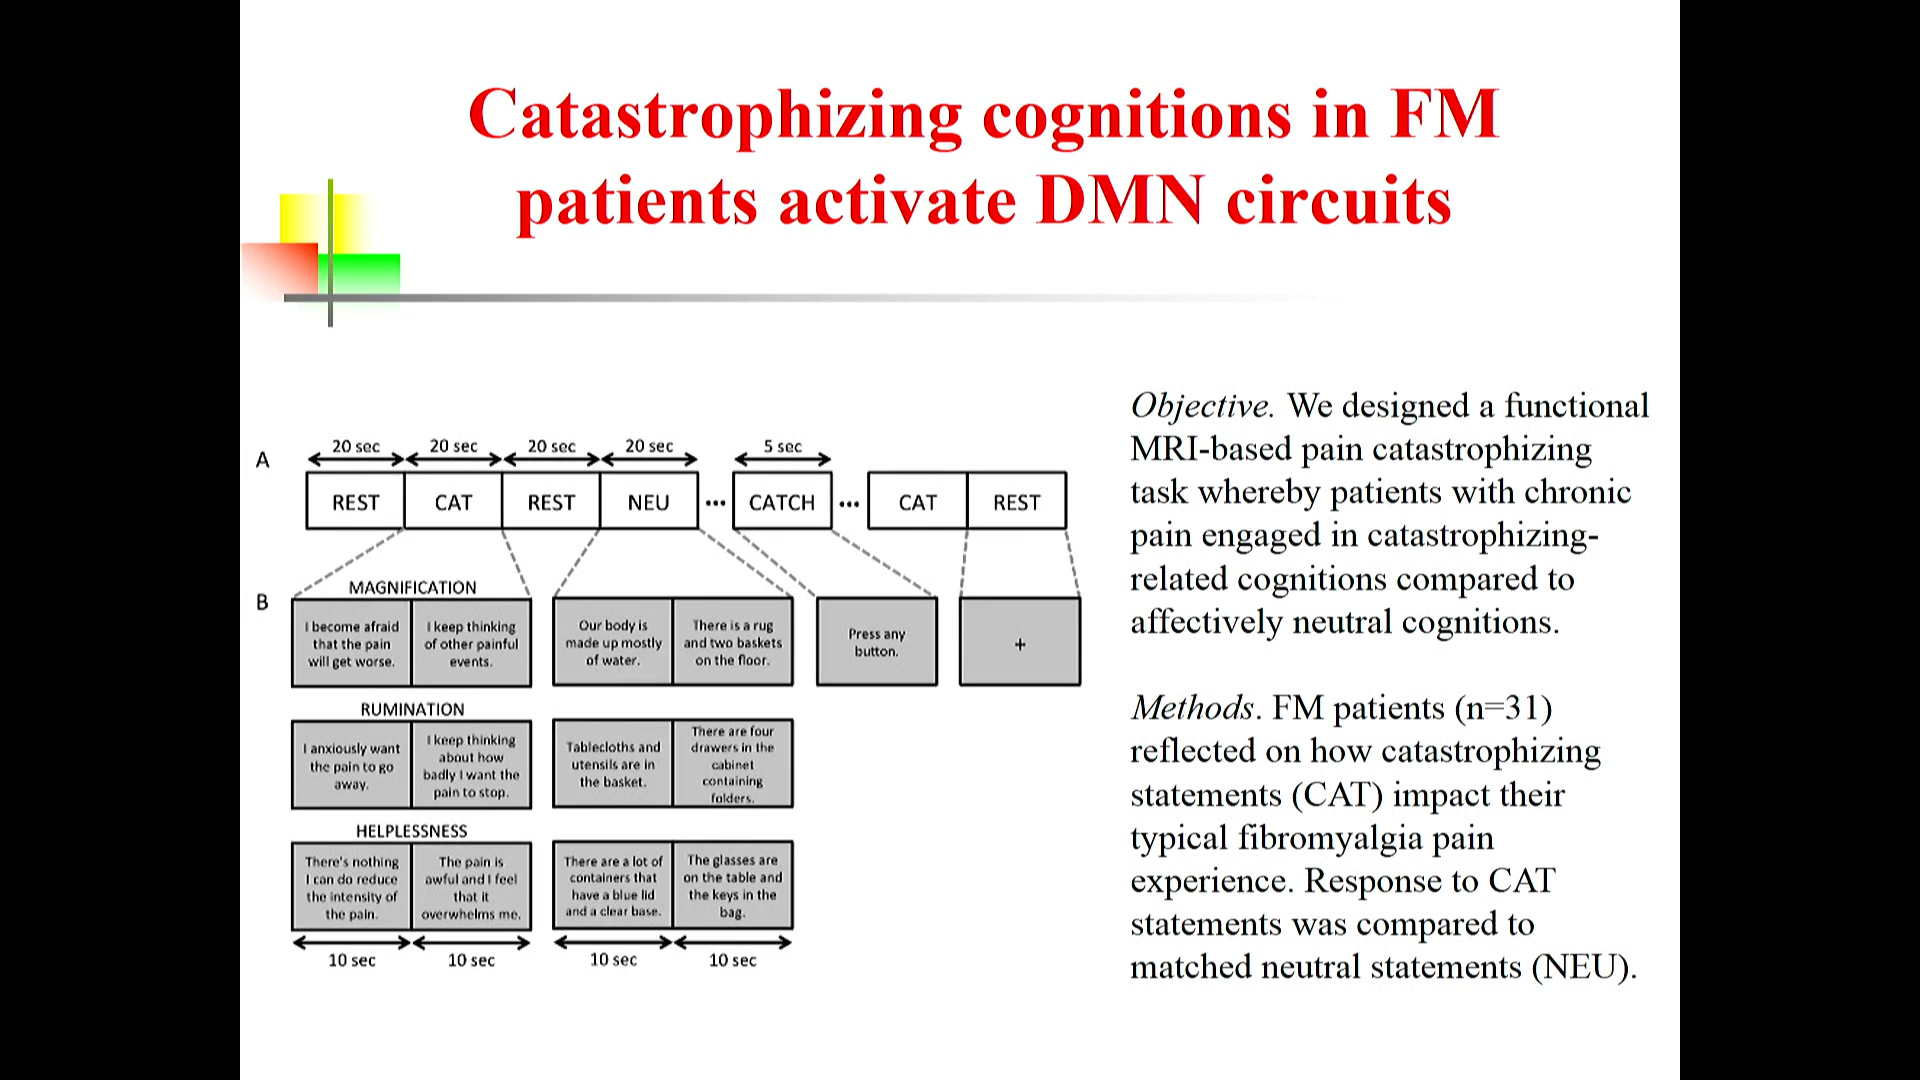 Catastrophizing cognitions in FM
patients activate DMN circuits
A
20 sec 20 sec 20 sec 20 sec 5 sec
REST CAT REST NEU ... CATCH ... CAT REST
B
MAGNIFICATION
I become afraid
that the pain
will get worse.
I keep thinking
of other painful
events.
Our body is
made up mostly
of water.
There is a rug
and two baskets
on the floor.
Press any
button.
+
RUMINATION
I anxiously want
the pain to go
away.
I keep thinking
about how
badly I want the
pain to stop.
Tablecloths and
utensils are in
the basket.
There are four
drawers in the
cabinet
containing
folders.
HELPLESSNESS
There's nothing
I can do reduce
the intensity of
the pain.
The pain is
awful and I feel
that it
overwhelms me.
There are a lot of
containers that
have a blue lid
and a clear base.
The glasses are
on the table and
the keys in the
bag.
10 sec 10 sec 10 sec 10 sec
Objective. We designed a functional
MRI-based pain catastrophizing
task whereby patients with chronic
pain engaged in catastrophizing-
related cognitions compared to
affectively neutral cognitions.
Methods. FM patients (n=31)
reflected on how catastrophizing
statements (CAT) impact their
typical fibromyalgia pain
experience. Response to CAT
statements was compared to
matched neutral statements (NEU).